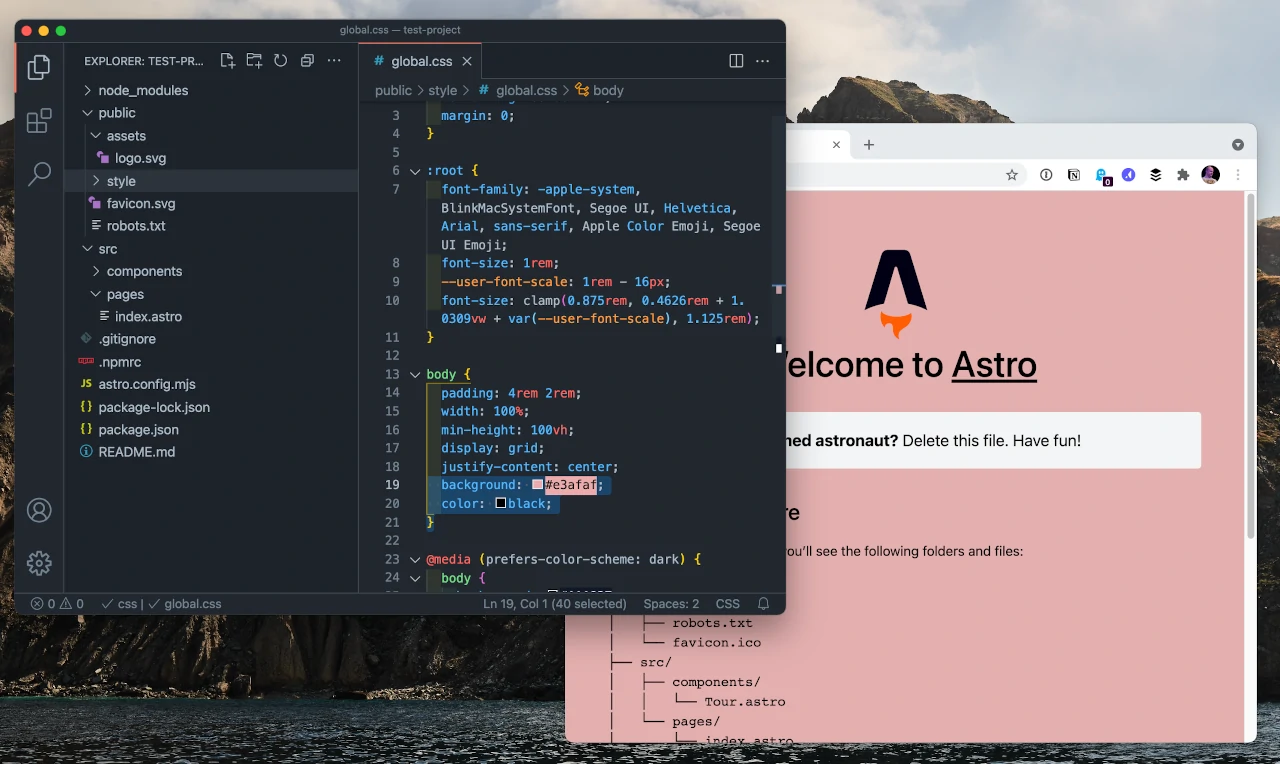 global.css — test-project
EXPLORER: TEST-PR...
node_modules
public
assets
logo.svg
style
favicon.svg
robots.txt
src
components
pages
index.astro
.gitignore
.npmrc
JS astro.config.mjs
{} package-lock.json
{} package.json
README.md
# global.css
public > style > # global.css > body
3 margin: 0;
4 }
5
6 :root {
7 font-family: -apple-system,
BlinkMacSystemFont, Segoe UI, Helvetica,
Arial, sans-serif, Apple Color Emoji, Segoe
UI Emoji;
8 font-size: 1rem;
9 --user-font-scale: 1rem - 16px;
10 font-size: clamp(0.875rem, 0.4626rem + 1.
0309vw + var(--user-font-scale), 1.125rem);
11 }
12
13 body {
14 padding: 4rem 2rem;
15 width: 100%;
16 min-height: 100vh;
17 display: grid;
18 justify-content: center;
19 background: #e3afaf;
20 color: black;
21 }
22
23 @media (prefers-color-scheme: dark) {
24 body {
0 0 css | global.css
Ln 19, Col 1 (40 selected) Spaces: 2 CSS
0
elcome to Astro
ned astronaut? Delete this file. Have fun!
re
you'll see the following folders and files:
robots.txt
favicon.ico
src/
components/
Tour.astro
pages/
index.astro